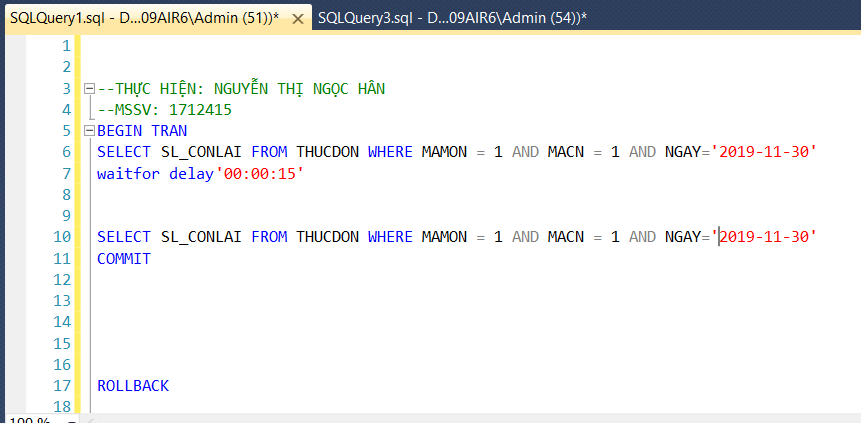 SQLQuery1.sql - D...09AIR6\Admin (51))* SQLQuery3.sql - D...09AIR6\Admin (54))*
1
2
3 --THỰC HIỆN: NGUYỄN THỊ NGỌC HÂN
4 --MSSV: 1712415
5 BEGIN TRAN
6 SELECT SL_CONLAI FROM THUCDON WHERE MAMON = 1 AND MACN = 1 AND NGAY='2019-11-30'
7 waitfor delay'00:00:15'
8
9
10 SELECT SL_CONLAI FROM THUCDON WHERE MAMON = 1 AND MACN = 1 AND NGAY='2019-11-30'
11 COMMIT
12
13
14
15
16
17 ROLLBACK
18
100 %